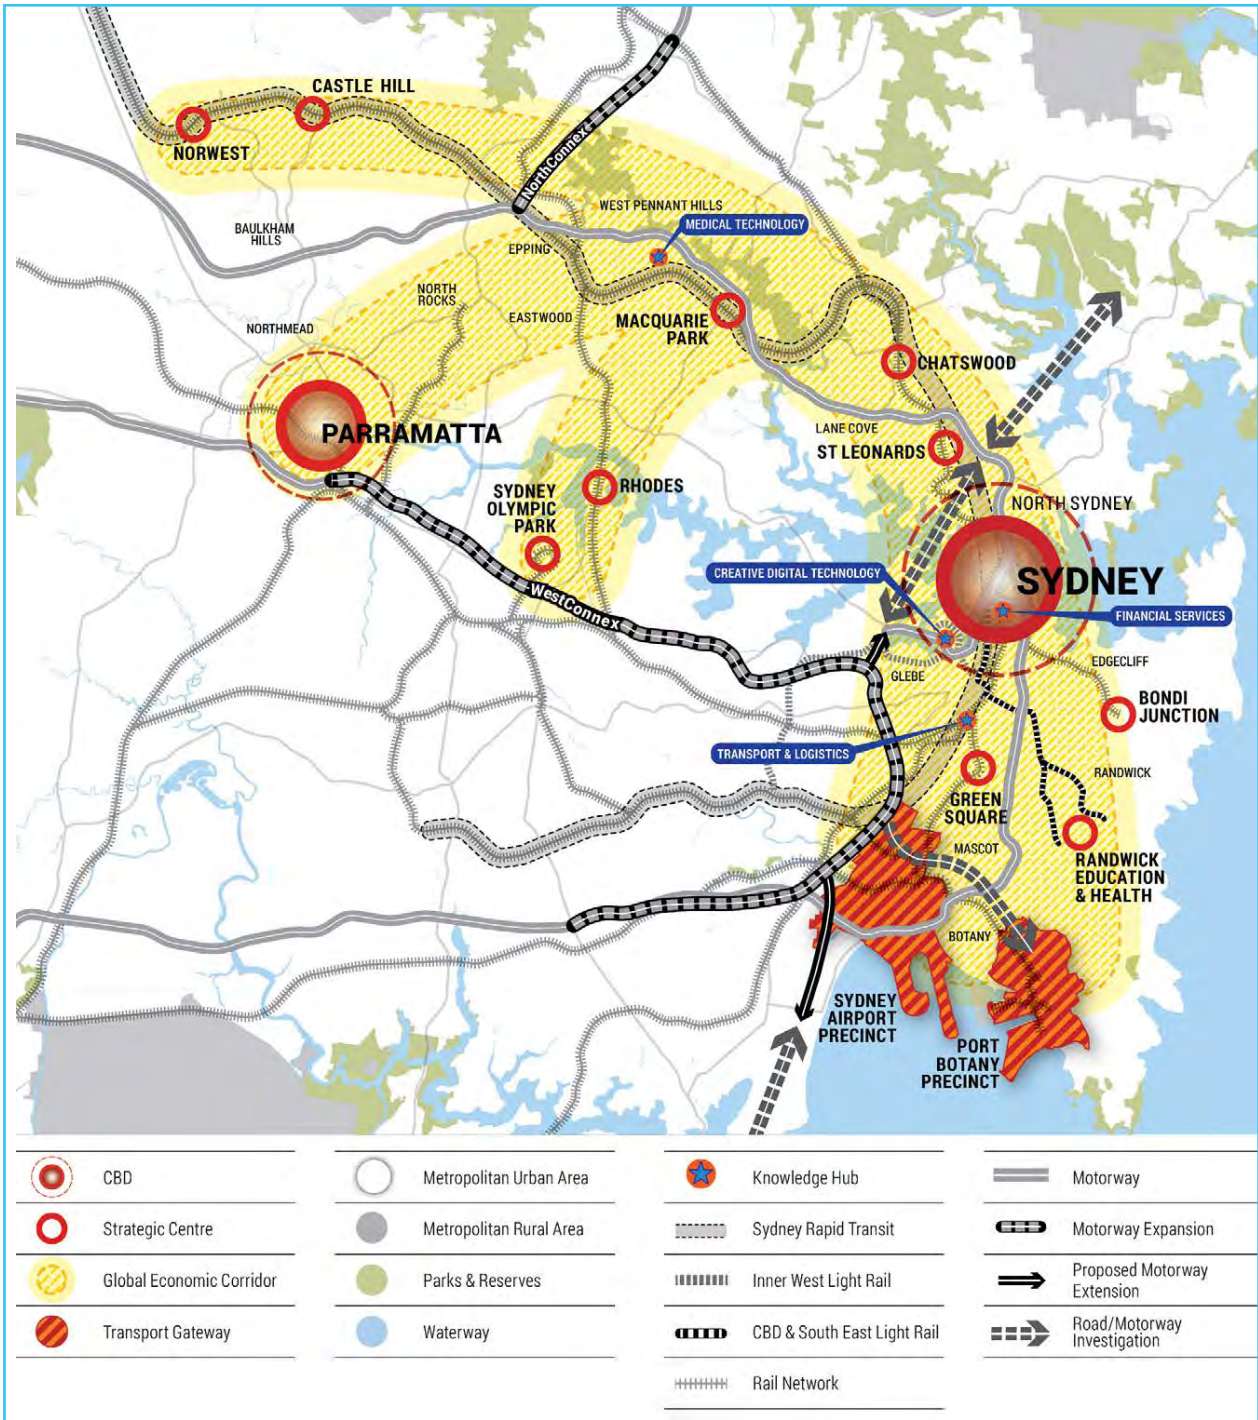 CASTLE HILL
NORWEST
NorthConnex
WEST PENNANT HILLS
MEDICAL TECHNOLOGY
BAULKHAM
HILLS
EPPING
NORTH
ROCKS
EASTWOOD
NORTHMEAD
MACQUARIE
PARK
CHATSWOOD
PARRAMATTA
LANE COVE
ST LEONARDS
SYDNEY
OLYMPIC
PARK
RHODES
NORTH SYDNEY
CREATIVE DIGITAL TECHNOLOGY
SYDNEY
WestConnex
FINANCIAL SERVICES
GLEBE
EDGECLIFF
BONDI
JUNCTION
TRANSPORT & LOGISTICS
RANDWICK
GREEN
SQUARE
MASCOT
RANDWICK
EDUCATION
& HEALTH
BOTANY
SYDNEY
AIRPORT
PRECINCT
PORT
BOTANY
PRECINCT
CBD
Strategic Centre
Global Economic Corridor
Transport Gateway
Metropolitan Urban Area
Metropolitan Rural Area
Parks & Reserves
Waterway
Knowledge Hub
Sydney Rapid Transit
Inner West Light Rail
CBD & South East Light Rail
Rail Network
Motorway
Motorway Expansion
Proposed Motorway
Extension
Road/Motorway
Investigation